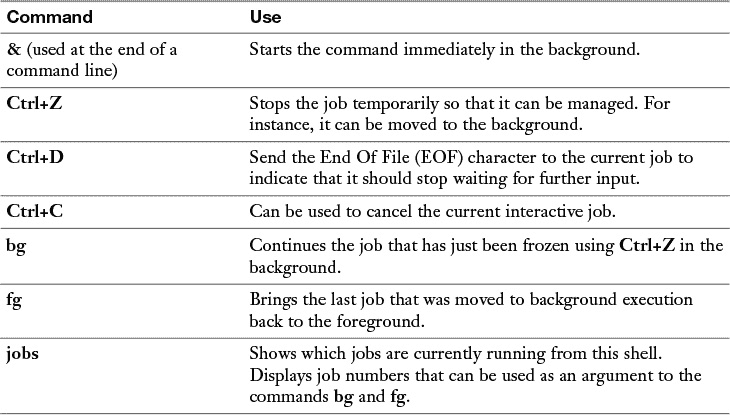 Command Use
& (used at the end of a Starts the command immediately in the background.
command line)
Ctrl+Z Stops the job temporarily so that it can be managed. For
instance, it can be moved to the background.
Ctrl+D Send the End Of File (EOF) character to the current job to
indicate that it should stop waiting for further input.
Ctrl+C Can be used to cancel the current interactive job.
bg Continues the job that has just been frozen using Ctrl+Z in the
background.
fg Brings the last job that was moved to background execution
back to the foreground.
jobs Shows which jobs are currently running from this shell.
Displays job numbers that can be used as an argument to the
commands bg and fg.